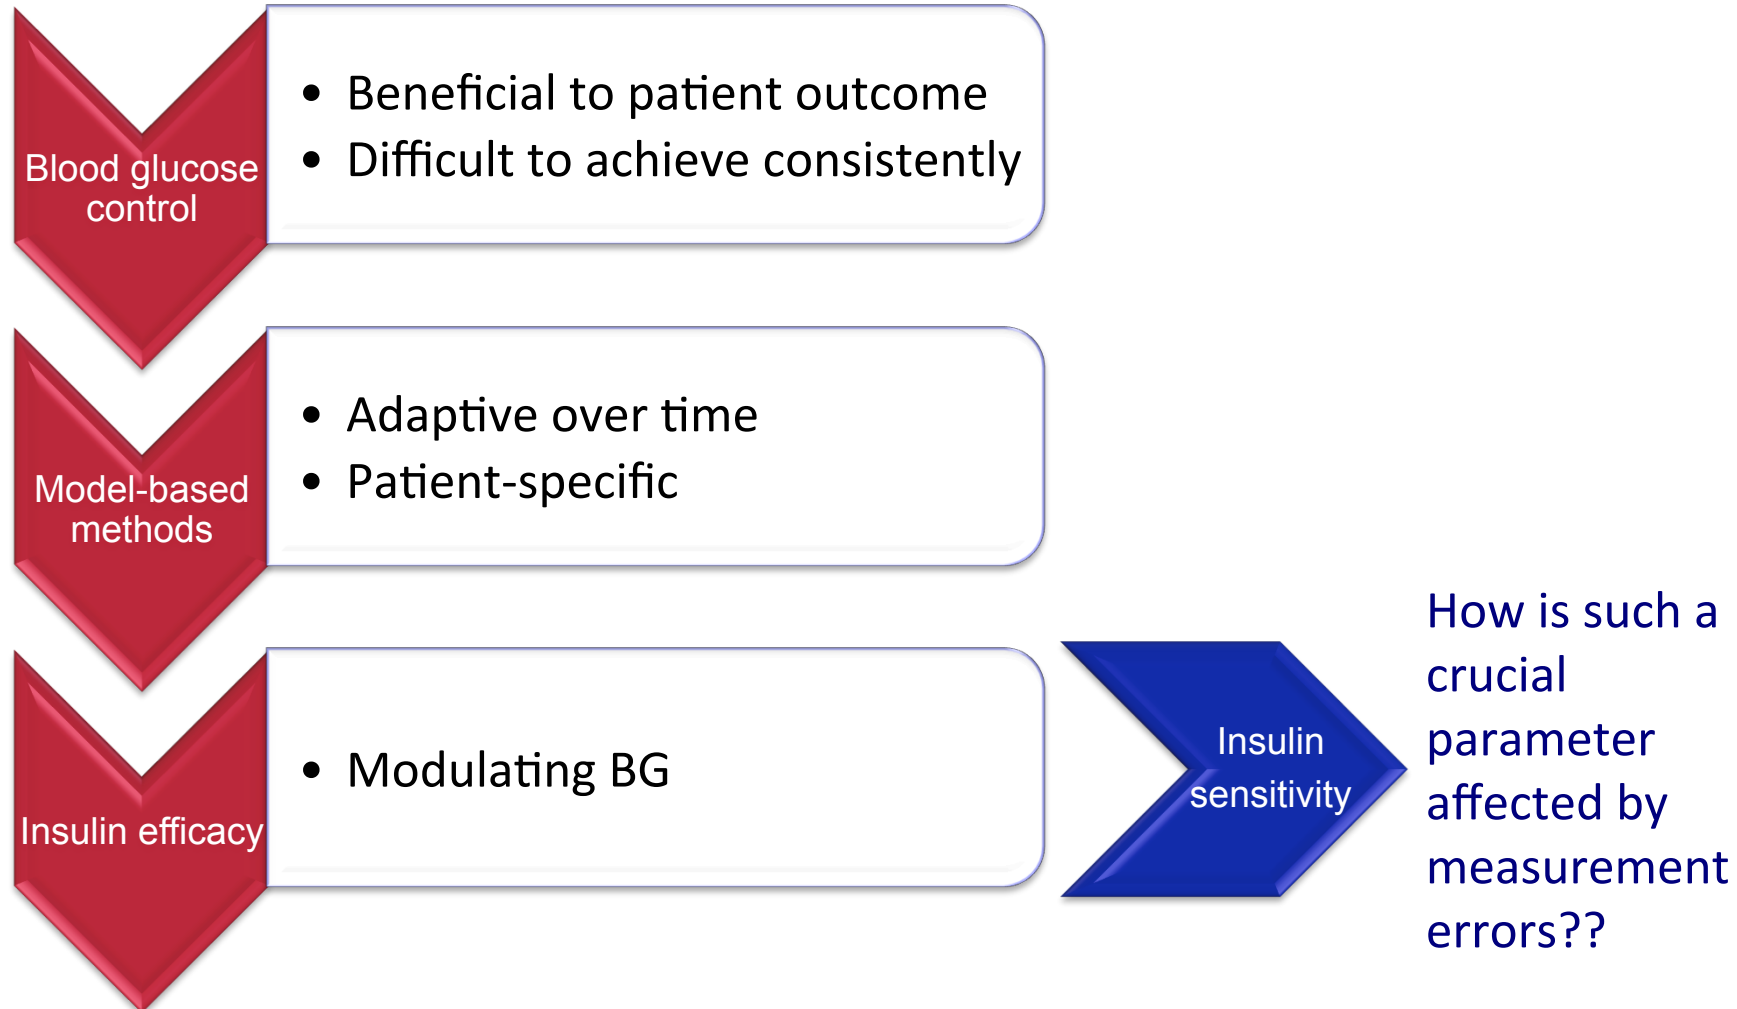 Blood glucose
control
• Beneficial to patient outcome
• Difficult to achieve consistently
Model-based
methods
• Adaptive over time
• Patient-specific
Insulin efficacy
• Modulating BG
Insulin
sensitivity
How is such a
crucial
parameter
affected by
measurement
errors??